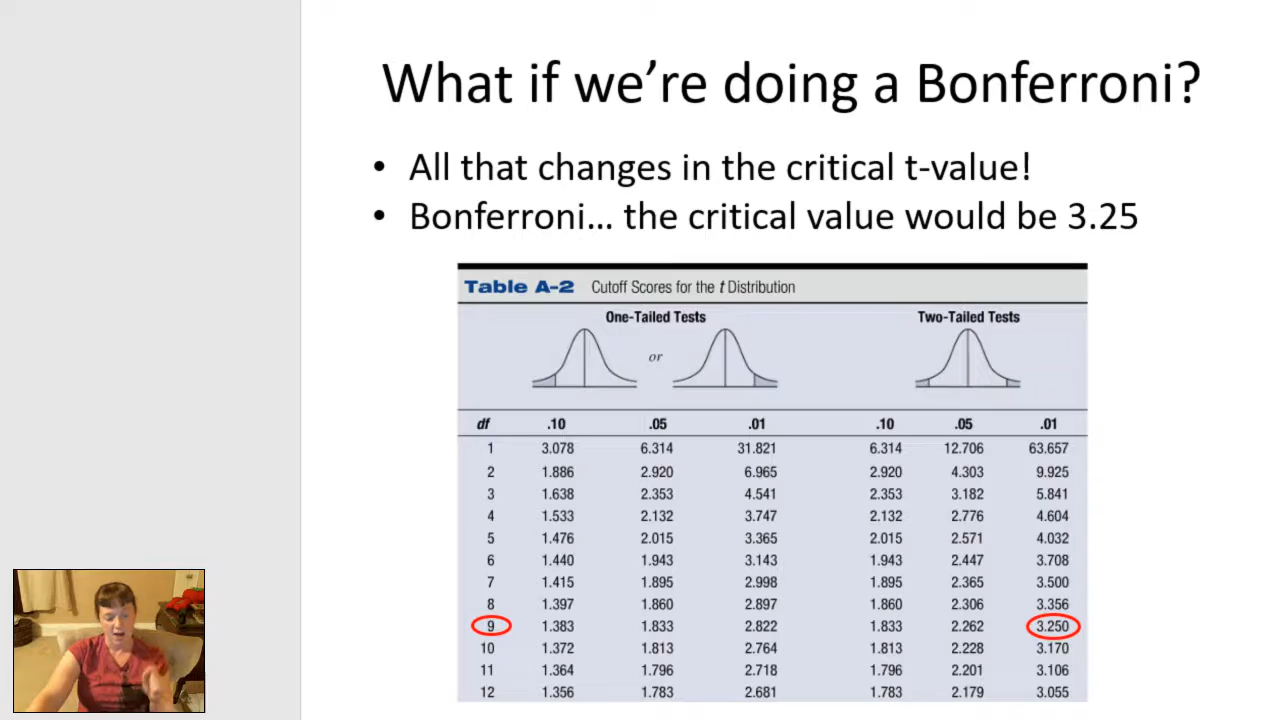 What if we're doing a Bonferroni?
• All that changes in the critical t-value!
• Bonferroni... the critical value would be 3.25
Table A-2 Cutoff Scores for the t Distribution
One-Tailed Tests Two-Tailed Tests
or
df .10 .05 .01 .10 .05 .01
1 3.078 6.314 31.821 6.314 12.706 63.657
2 1.886 2.920 6.965 2.920 4.303 9.925
3 1.638 2.353 4.541 2.353 3.182 5.841
4 1.533 2.132 3.747 2.132 2.776 4.604
5 1.476 2.015 3.365 2.015 2.571 4.032
6 1.440 1.943 3.143 1.943 2.447 3.708
7 1.415 1.895 2.998 1.895 2.365 3.500
8 1.397 1.860 2.897 1.860 2.306 3.356
9 1.383 1.833 2.822 1.833 2.262 3.250
10 1.372 1.813 2.764 1.813 2.228 3.170
11 1.364 1.796 2.718 1.796 2.201 3.106
12 1.356 1.783 2.681 1.783 2.179 3.055